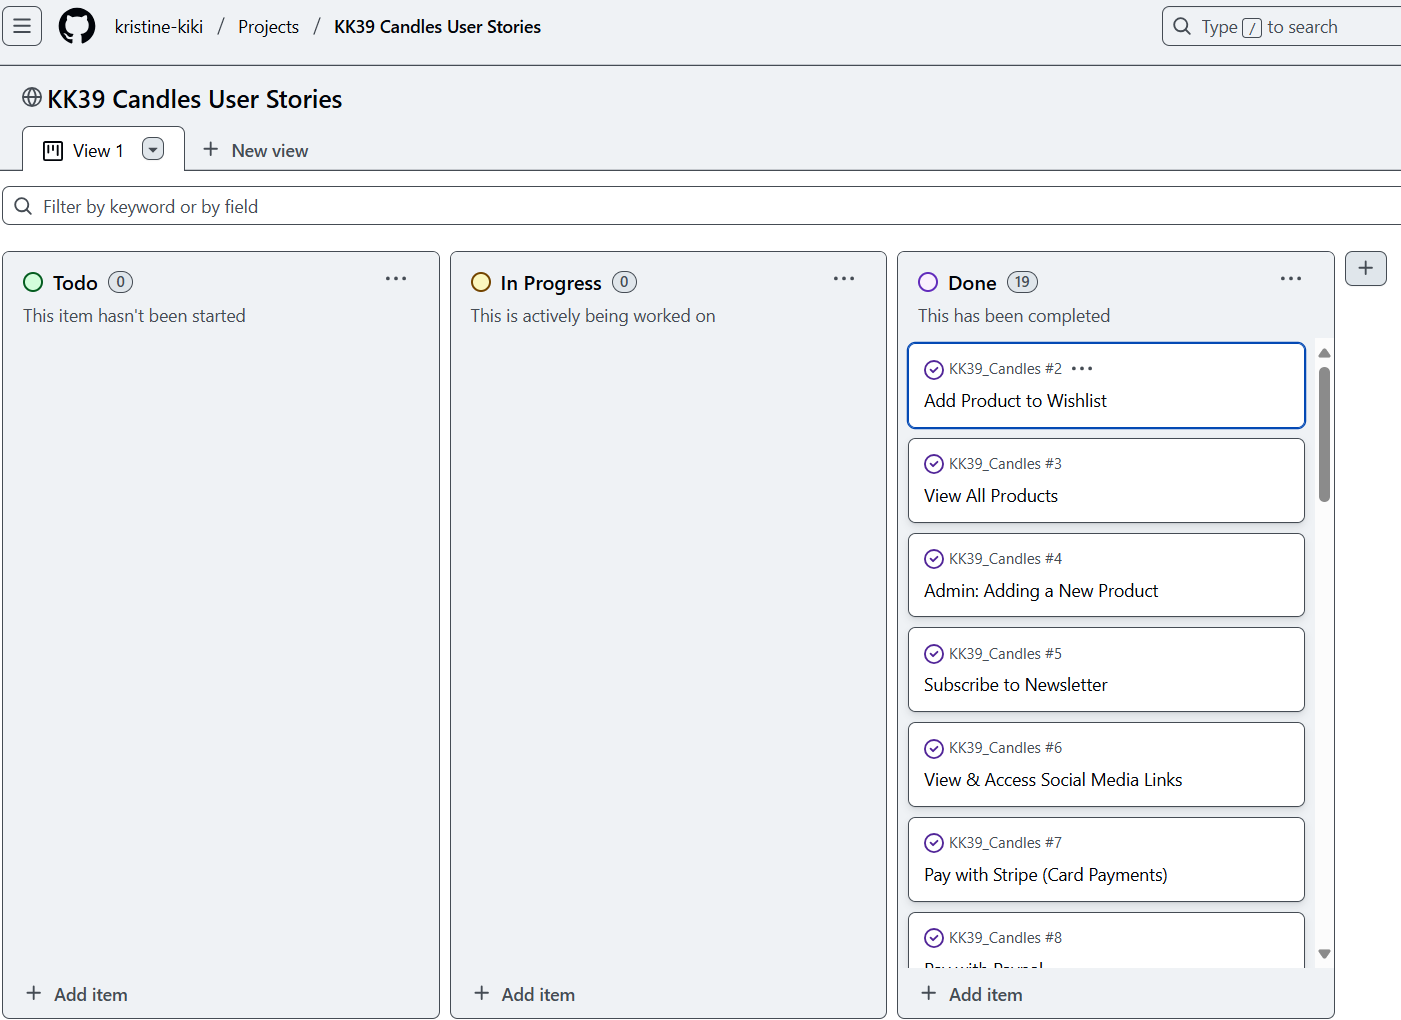 kristine-kiki / Projects / KK39 Candles User Stories
Type / to search
KK39 Candles User Stories
View 1
New view
Filter by keyword or by field
Todo 0
This item hasn't been started
Add item
In Progress 0
This is actively being worked on
Add item
Done 19
This has been completed
KK39_Candles #2
Add Product to Wishlist
KK39_Candles #3
View All Products
KK39_Candles #4
Admin: Adding a New Product
KK39_Candles #5
Subscribe to Newsletter
KK39_Candles #6
View & Access Social Media Links
KK39_Candles #7
Pay with Stripe (Card Payments)
KK39_Candles #8
Pay with Paypal
Add item